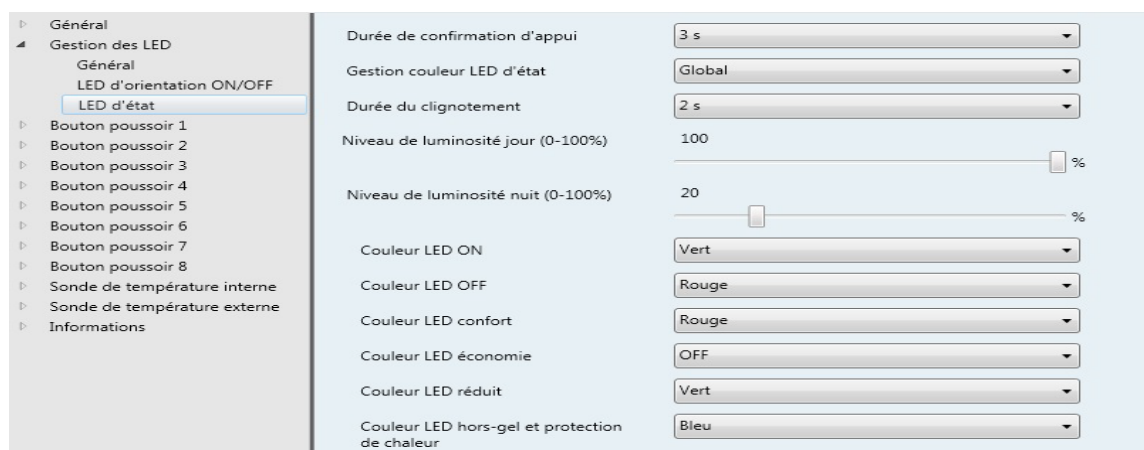 Général
Gestion des LED
Général
LED d'orientation ON/OFF
LED d'état
Bouton poussoir 1
Bouton poussoir 2
Bouton poussoir 3
Bouton poussoir 4
Bouton poussoir 5
Bouton poussoir 6
Bouton poussoir 7
Bouton poussoir 8
Sonde de température interne
Sonde de température externe
Informations
Durée de confirmation d'appui 3 s
Gestion couleur LED d'état Global
Durée du clignotement 2 s
Niveau de luminosité jour (0-100%) 100
%
Niveau de luminosité nuit (0-100%) 20
%
Couleur LED ON Vert
Couleur LED OFF Rouge
Couleur LED confort Rouge
Couleur LED économie OFF
Couleur LED réduit Vert
Couleur LED hors-gel et protection Bleu
de chaleur